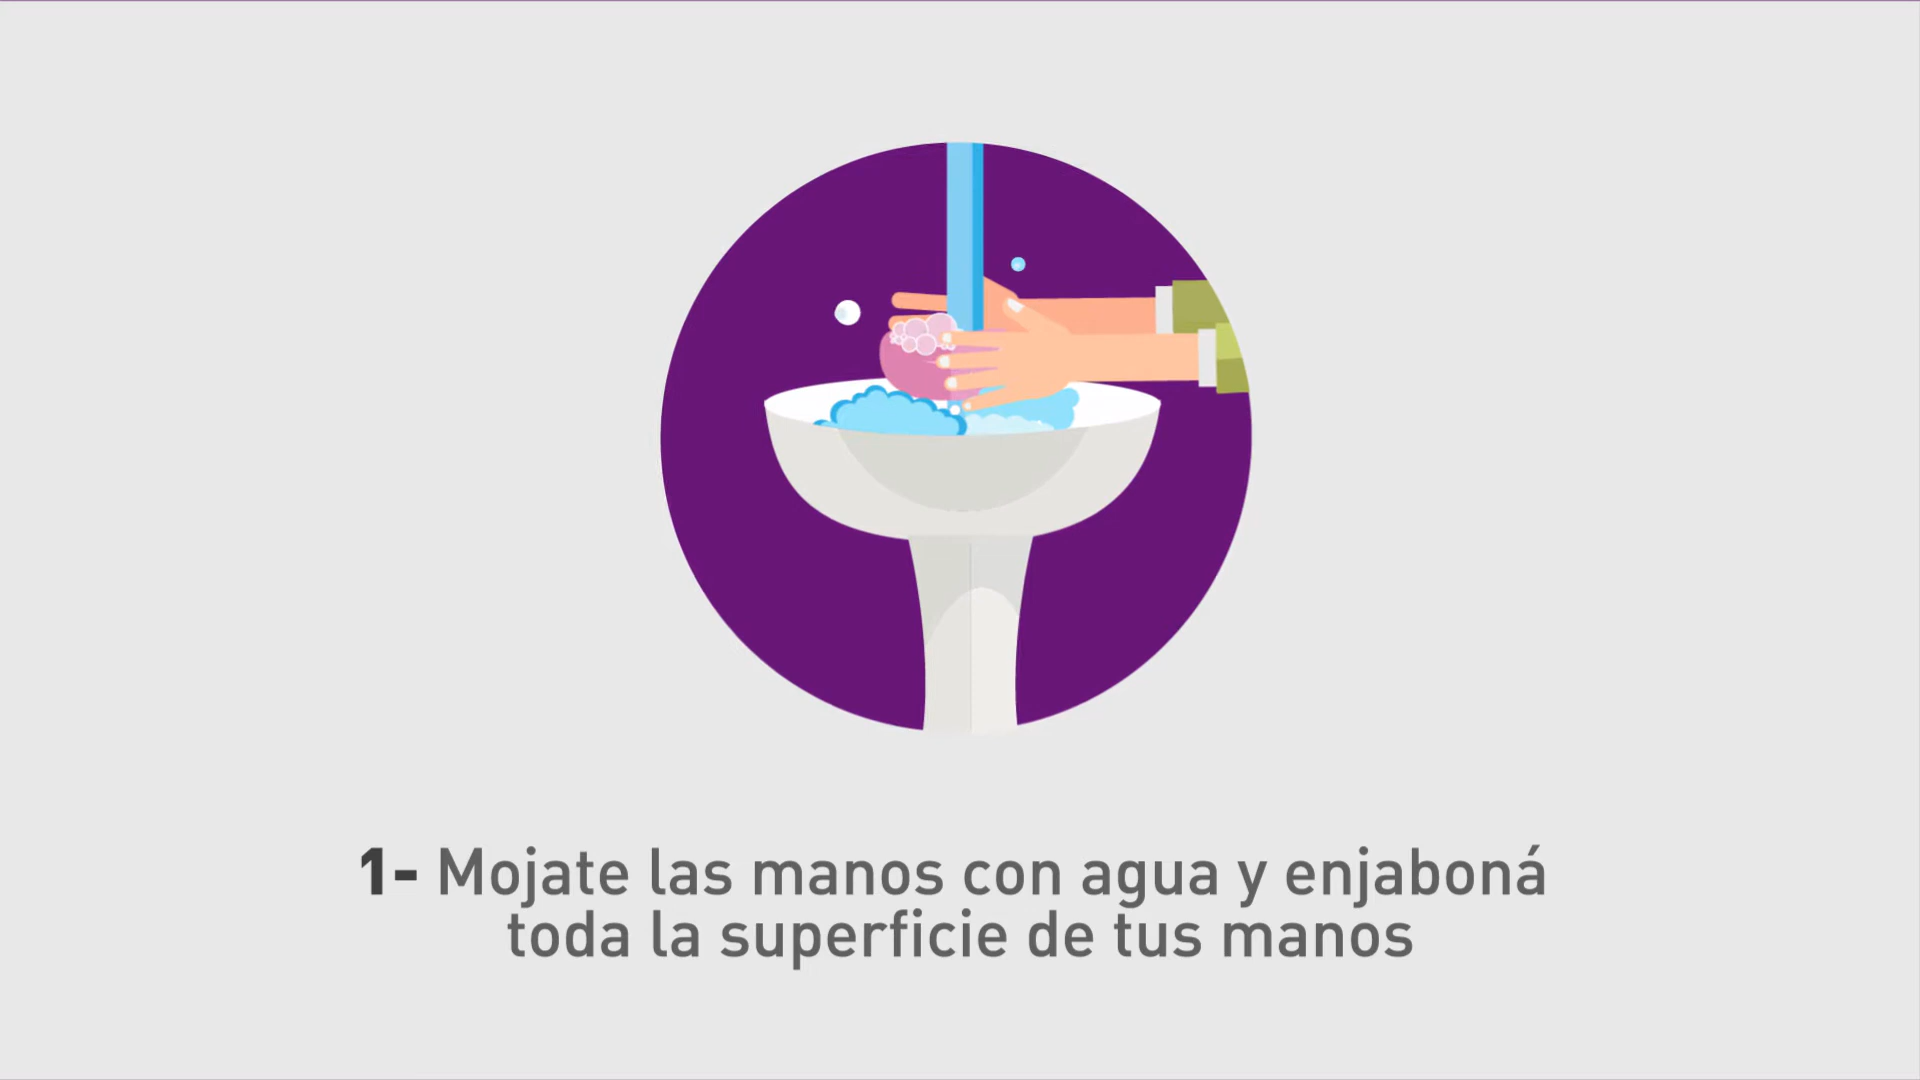 1- Mojate las manos con agua y enjaboná
toda la superficie de tus manos